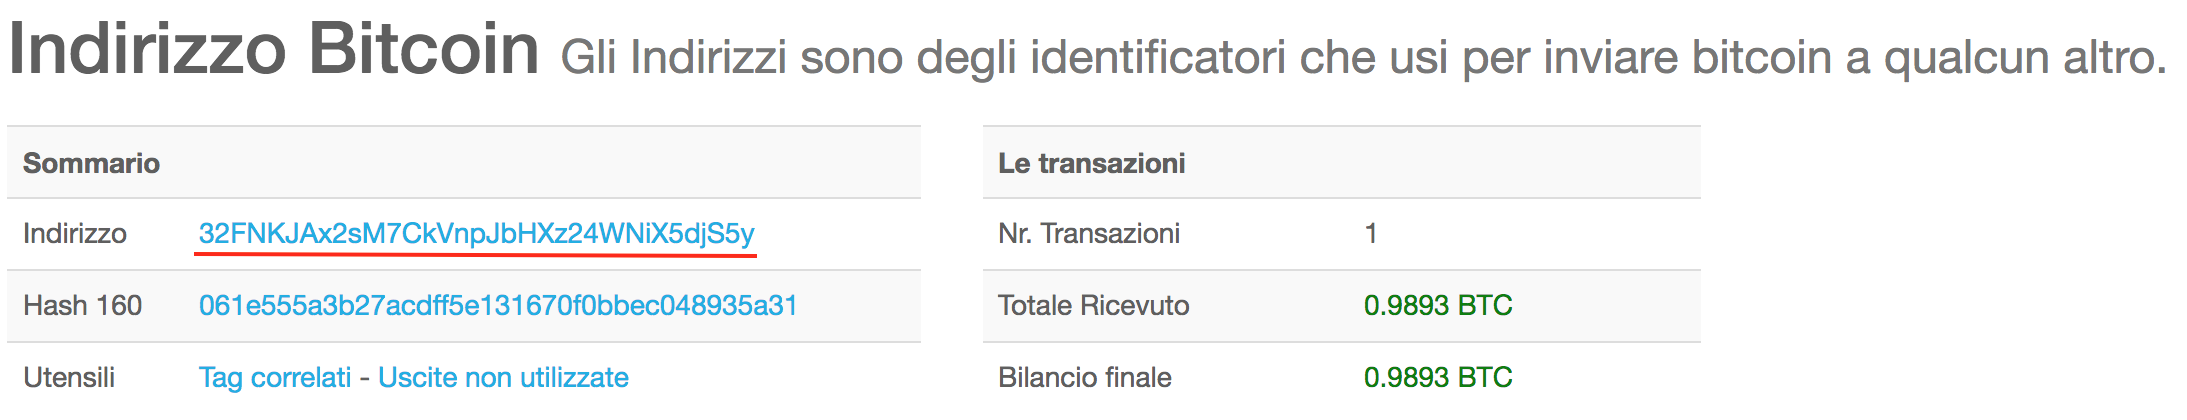 Indirizzo Bitcoin Gli Indirizzi sono degli identificatori che usi per inviare bitcoin a qualcun altro.
Sommario
Indirizzo 32FNKJAx2sM7CkVnpJbHXz24WNiX5djS5y
Hash 160 061e555a3b27acdff5e131670f0bbec048935a31
Utensili Tag correlati - Uscite non utilizzate
Le transazioni
Nr. Transazioni 1
Totale Ricevuto 0.9893 BTC
Bilancio finale 0.9893 BTC